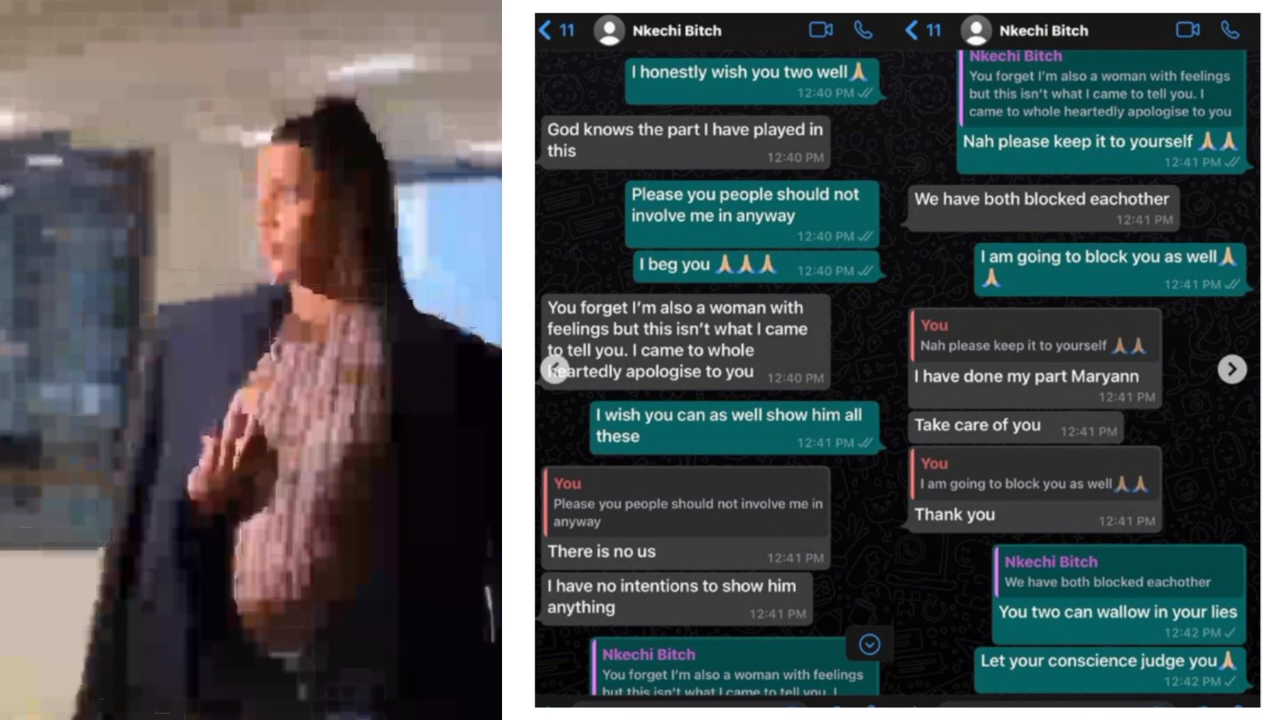 11
Nkechi Bitch
I honestly wish you two well🙏
12:40 PM
God knows the part I have played in
this
12:40 PM
Please you people should not
involve me in anyway
12:40 PM
I beg you 🙏🙏🙏
12:40 PM
You forget I'm also a woman with
feelings but this isn't what I came
to tell you. I came to whole
heartedly apologise to you
12:40 PM
I wish you can as well show him all
these
12:41 PM
You
Please you people should not involve me in
anyway
There is no us
12:41 PM
I have no intentions to show him
anything
12:41 PM
Nkechi Bitch
You forget I'm also a woman with feelings
but this isn't what I came to tell you. I
11
Nkechi Bitch
Nkechi Bitch
You forget I'm also a woman with feelings
but this isn't what I came to tell you. I
came to whole heartedly apologise to you
Nah please keep it to yourself 🙏🙏
12:41 PM
We have both blocked eachother
12:41 PM
I am going to block you as well🙏
🙏
12:41 PM
You
Nah please keep it to yourself 🙏🙏
I have done my part Maryann
12:41 PM
Take care of you
12:41 PM
You
I am going to block you as well🙏🙏
Thank you
12:41 PM
Nkechi Bitch
We have both blocked eachother
You two can wallow in your lies
12:42 PM
Let your conscience judge you🙏
12:42 PM